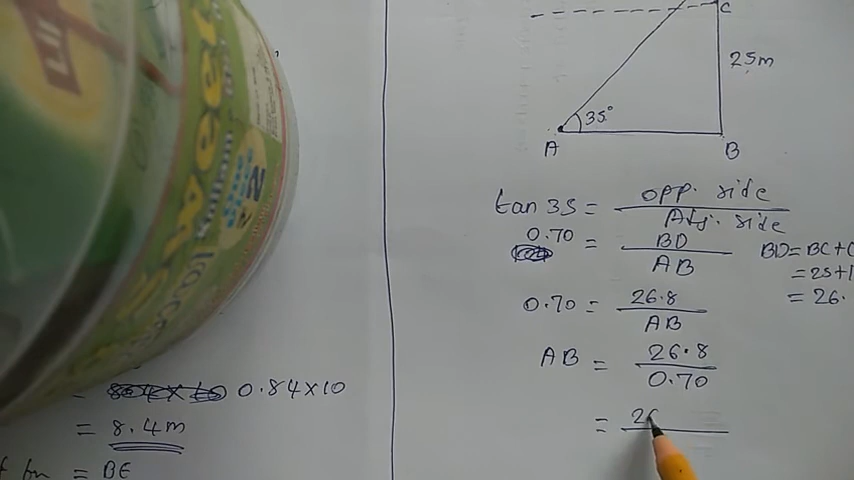 = 0.84×10
= 8.4m
= BE
C
25m
35°
A
B
tan 35 = opp. side / Adj. side
0.70 = BD / AB
BD = BC+
= 25+1
= 26.
0.70 = 26.8 / AB
AB = 26.8 / 0.70
= 26